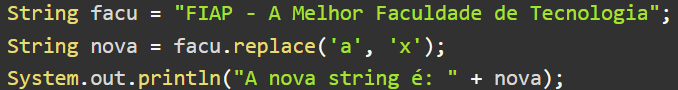 String facu = "FIAP - A Melhor Faculdade de Tecnologia";
String nova = facu.replace('a', 'x');
System.out.println("A nova string é: " + nova);